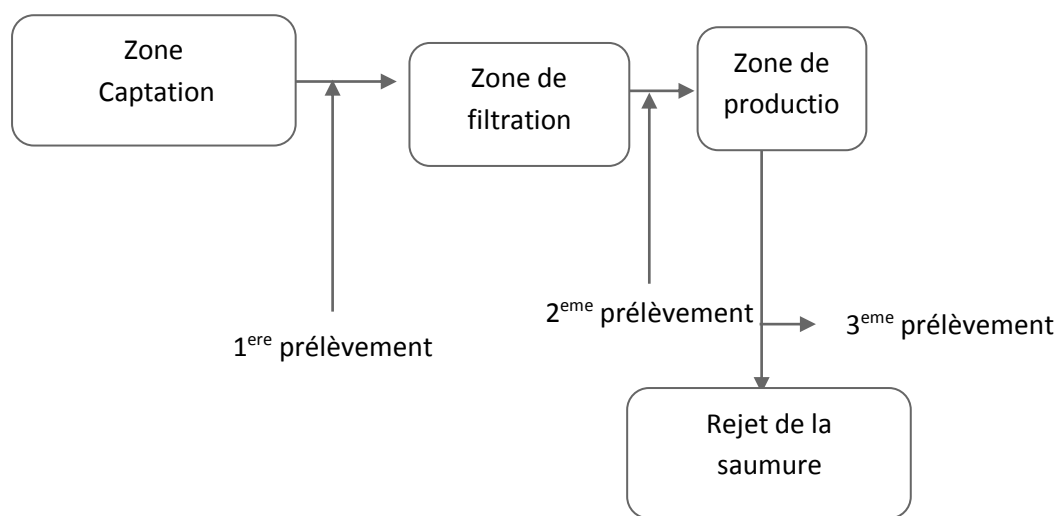 Zone
Captation
Zone de
filtration
Zone de
productio
1ere prélèvement
2eme prélèvement
3eme prélèvement
Rejet de la
saumure